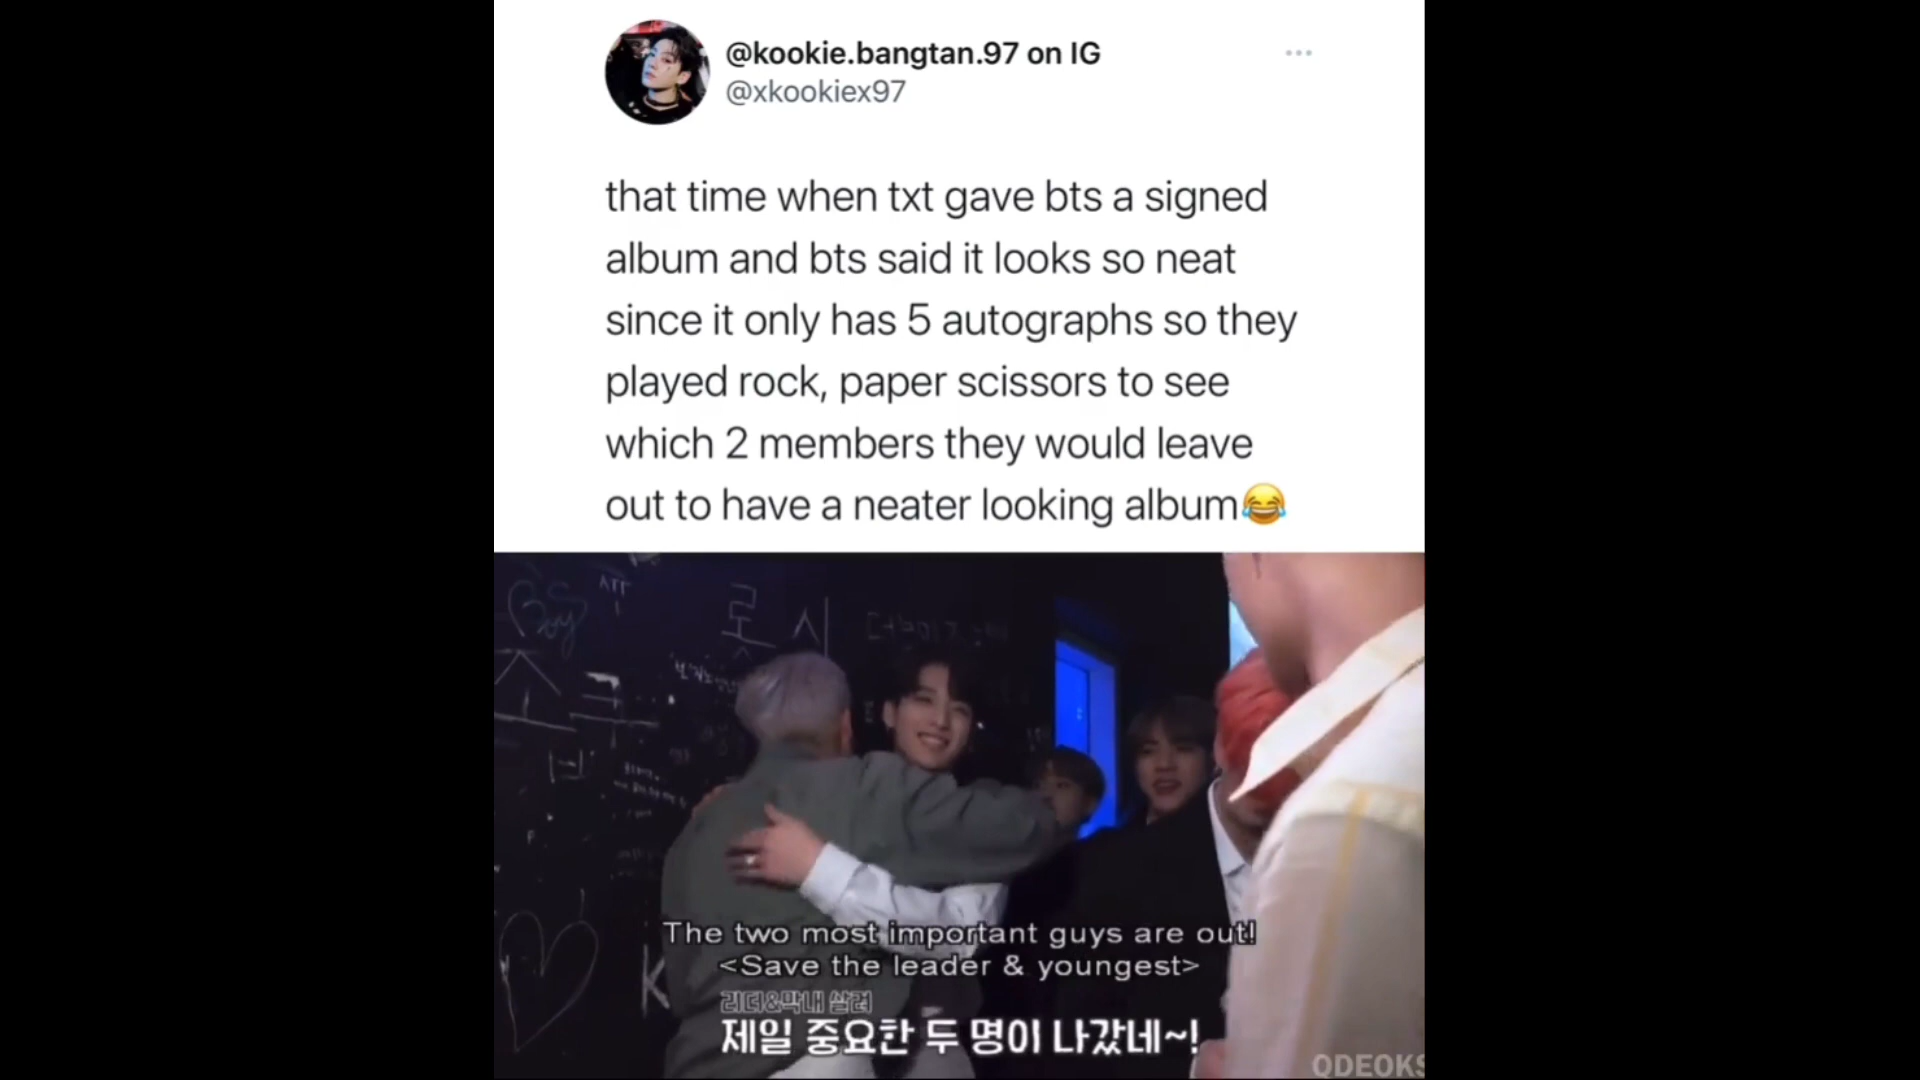 @kookie.bangtan.97 on IG
@xkookiex97
that time when txt gave bts a signed
album and bts said it looks so neat
since it only has 5 autographs so they
played rock, paper scissors to see
which 2 members they would leave
out to have a neater looking album😂
The two most important guys are out!
<Save the leader & youngest>
리더&막내 살려
제일 중요한 두 명이 나갔네~!
ODEOKS